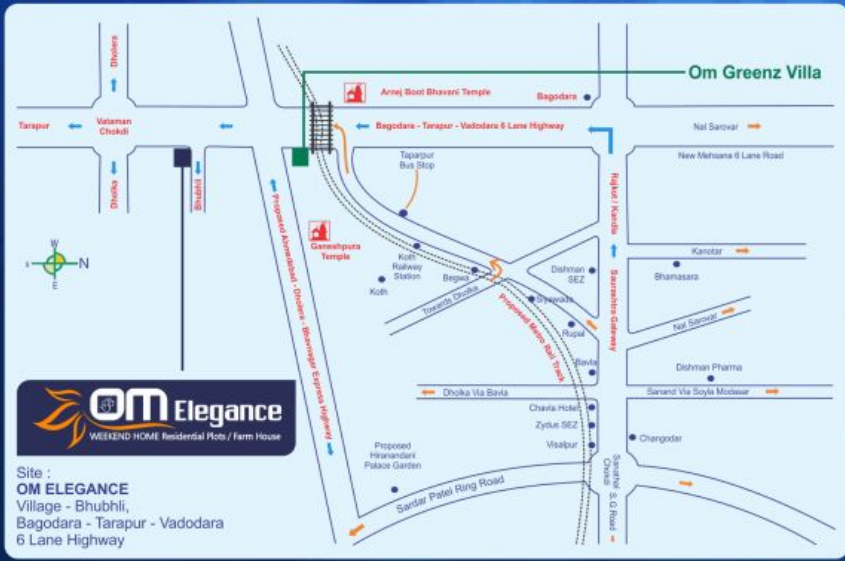 Dholera
Om Greenz Villa
Arnej Boot Bhavani Temple
Bagodara
Tarapur
Vataman
Chokdi
Bagodara - Tarapur - Vadodara 6 Lane Highway
Nal Sarovar
Taparpur
Bus Stop
New Mehsana 6 Lane Road
Dholka
Bhubhli
Rajkot / Kandla
Proposed Ahmedabad - Dholera - Bhavnagar Express Highway
Ganeshpura
Temple
W
N
E
Koth
Railway
Station
Koth
Begwa
Towards Dholka
Dishman
SEZ
Kanotar
Bhamasara
Siyawada
Saurashtra Gateway
Proposed Metro Rail Track
Rupal
Nal Sarovar
Bavla
Dishman Pharma
Dholka Via Bavla
Sanand Via Soyla Modasar
OM Elegance
WEEKEND HOME Residential Plots / Farm House
Chavla Hotel
Zydus SEZ
Visalpur
Changodar
Proposed
Hiranandani
Palace Garden
Sardar Patel Ring Road
Sanathal
Chokdi
S. G. Road
Site :
OM ELEGANCE
Village - Bhubhli,
Bagodara - Tarapur - Vadodara
6 Lane Highway